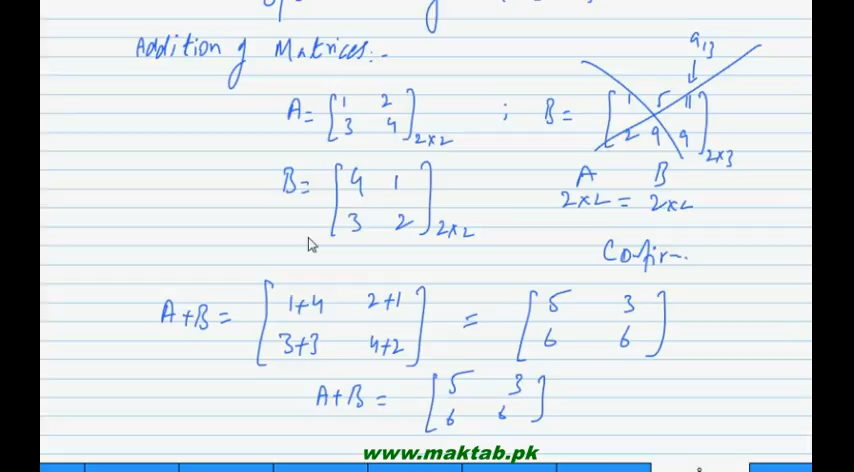 Addition of Matrices:-
a13
A = [1 2 3 4]2×2 ; B = [1 5 11 2 9 9]2×3
B = [4 1 3 2]2×2
A B
2×2 = 2×2
Confir-
A+B = [1+4 2+1 3+3 4+2] = [5 3 6 6]
A+B = [5 3 6 6]
www.maktab.pk